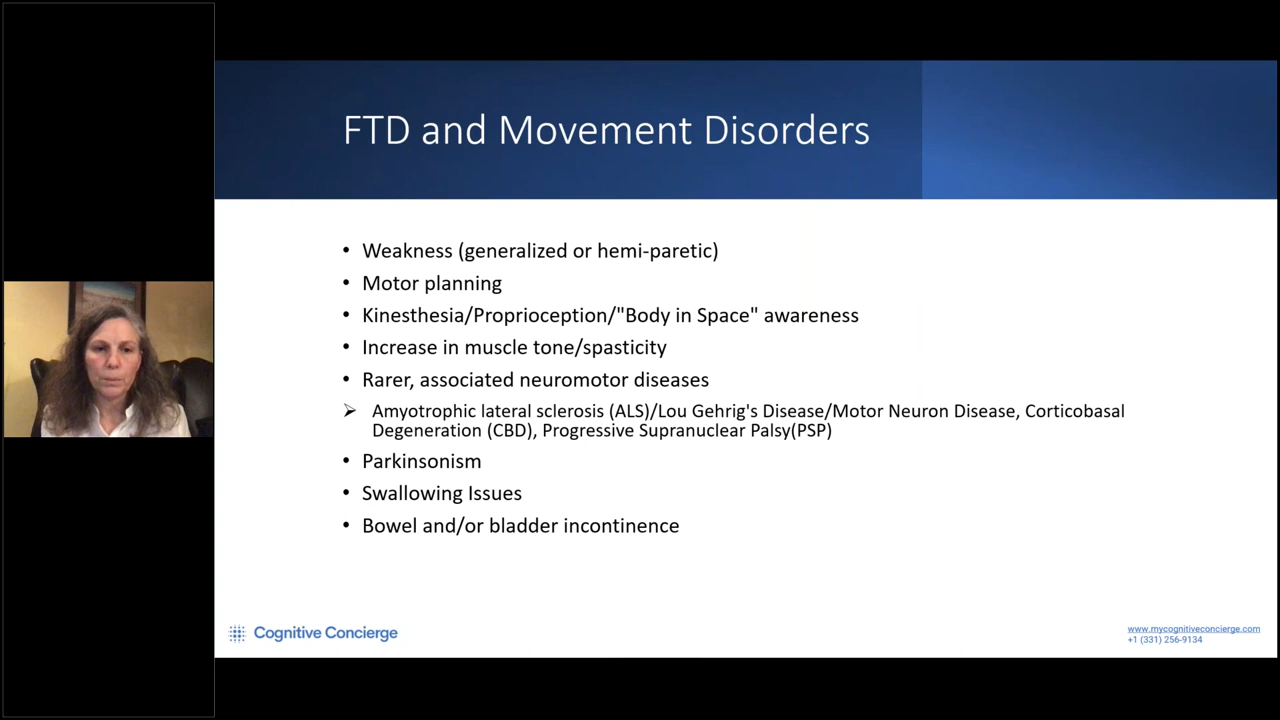 FTD and Movement Disorders
• Weakness (generalized or hemi-paretic)
• Motor planning
• Kinesthesia/Proprioception/"Body in Space" awareness
• Increase in muscle tone/spasticity
• Rarer, associated neuromotor diseases
➢ Amyotrophic lateral sclerosis (ALS)/Lou Gehrig's Disease/Motor Neuron Disease, Corticobasal
Degeneration (CBD), Progressive Supranuclear Palsy(PSP)
• Parkinsonism
• Swallowing Issues
• Bowel and/or bladder incontinence
Cognitive Concierge
www.mycognitiveconcierge.com
+1 (331) 256-9134